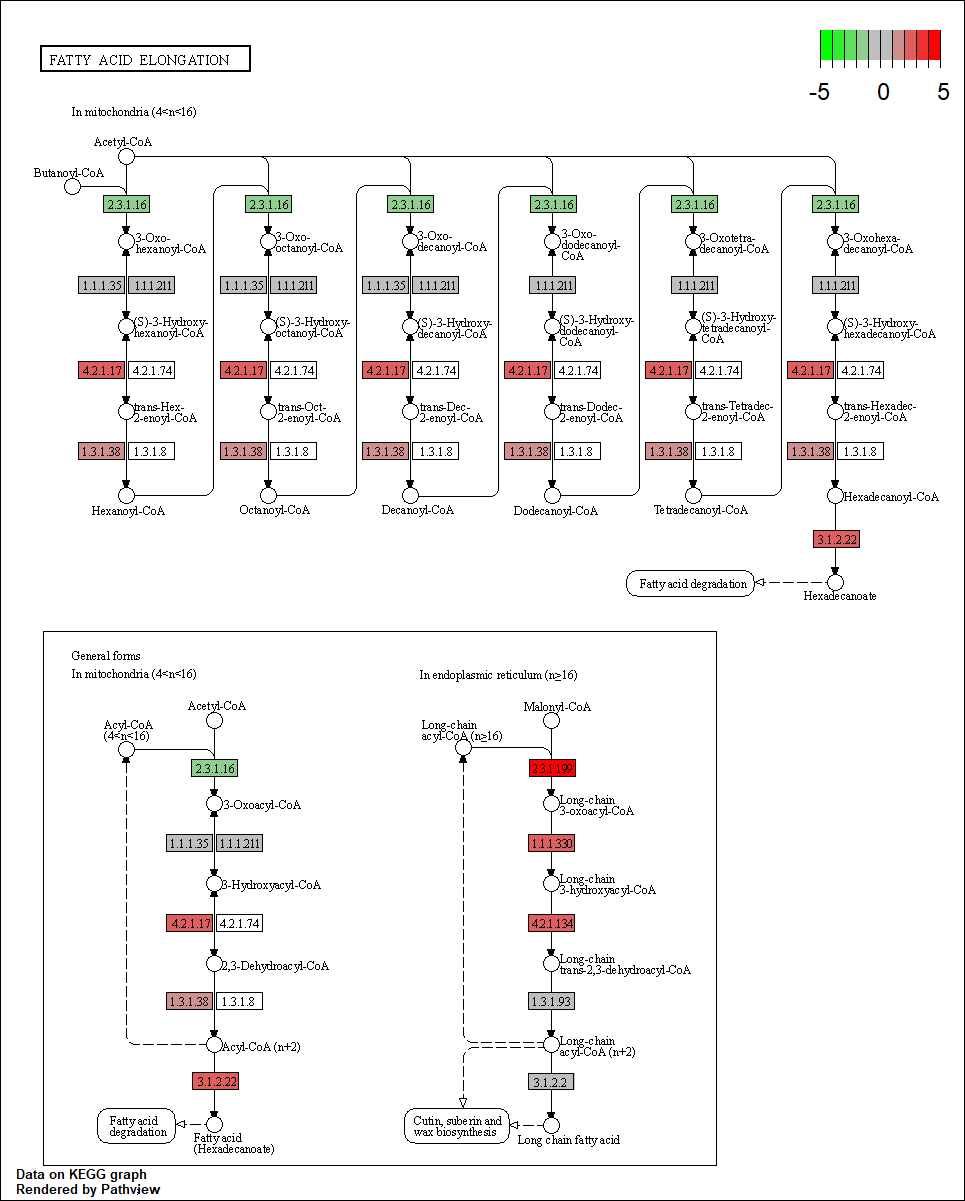 FATTY ACID ELONGATION
-5 0 5
In mitochondria (4<n<16)
Acetyl-CoA
Butanoyl-CoA
2.3.1.16 2.3.1.16 2.3.1.16 2.3.1.16 2.3.1.16 2.3.1.16
3-Oxo- 3-Oxo- 3-Oxo- 3-Oxo- 3-Oxotetra- 3-Oxohexa-
hexanoyl-CoA octanoyl-CoA decanoyl-CoA dodecanoyl- decanoyl-CoA decanoyl-CoA
CoA
1.1.1.35 1.1.1.211 1.1.1.35 1.1.1.211 1.1.1.35 1.1.1.211 1.1.1.211 1.1.1.211 1.1.1.211
(S)-3-Hydroxy- (S)-3-Hydroxy- (S)-3-Hydroxy- (S)-3-Hydroxy- (S)-3-Hydroxy- (S)-3-Hydroxy-
hexanoyl-CoA octanoyl-CoA decanoyl-CoA dodecanoyl- tetradecanoyl- hexadecanoyl-CoA
CoA CoA
4.2.1.17 4.2.1.74 4.2.1.17 4.2.1.74 4.2.1.17 4.2.1.74 4.2.1.17 4.2.1.74 4.2.1.17 4.2.1.74 4.2.1.17 4.2.1.74
trans-Hex- trans-Oct- trans-Dec- trans-Dodec- trans-Tetradec- trans-Hexadec-
2-enoyl-CoA 2-enoyl-CoA 2-enoyl-CoA 2-enoyl-CoA 2-enoyl-CoA 2-enoyl-CoA
1.3.1.38 1.3.1.8 1.3.1.38 1.3.1.8 1.3.1.38 1.3.1.8 1.3.1.38 1.3.1.8 1.3.1.38 1.3.1.8 1.3.1.38 1.3.1.8
Hexanoyl-CoA Octanoyl-CoA Decanoyl-CoA Dodecanoyl-CoA Tetradecanoyl-CoA Hexadecanoyl-CoA
3.1.2.22
Fatty acid degradation
Hexadecanoate
General forms
In mitochondria (4<n<16)
Acetyl-CoA
Acyl-CoA
(4<n<16)
2.3.1.16
3-Oxoacyl-CoA
1.1.1.35 1.1.1.211
3-Hydroxyacyl-CoA
4.2.1.17 4.2.1.74
2,3-Dehydroacyl-CoA
1.3.1.38 1.3.1.8
Acyl-CoA (n+2)
3.1.2.22
Fatty acid
degradation
Fatty acid
(Hexadecanoate)
In endoplasmic reticulum (n≥16)
Malonyl-CoA
Long-chain
acyl-CoA (n≥16)
2.3.1.199
Long-chain
3-oxoacyl-CoA
1.1.1.330
Long-chain
3-hydroxyacyl-CoA
4.2.1.134
Long-chain
trans-2,3-dehydroacyl-CoA
1.3.1.93
Long-chain
acyl-CoA (n+2)
3.1.2.2
Cutin, suberin and
wax biosynthesis
Long chain fatty acid
Data on KEGG graph
Rendered by Pathview